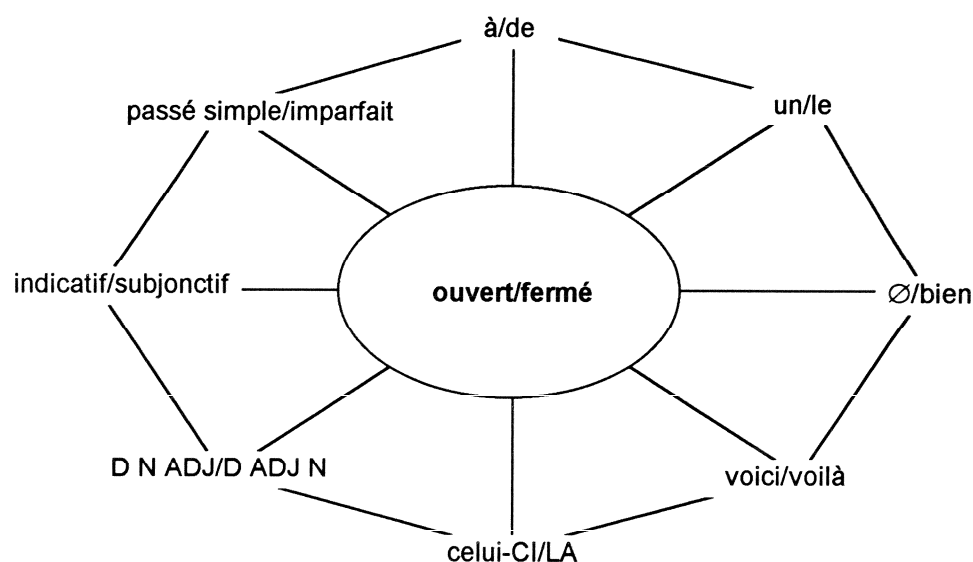 à/de
passé simple/imparfait
un/le
indicatif/subjonctif
ouvert/fermé
∅/bien
D N ADJ/D ADJ N
voici/voilà
celui-CI/LA